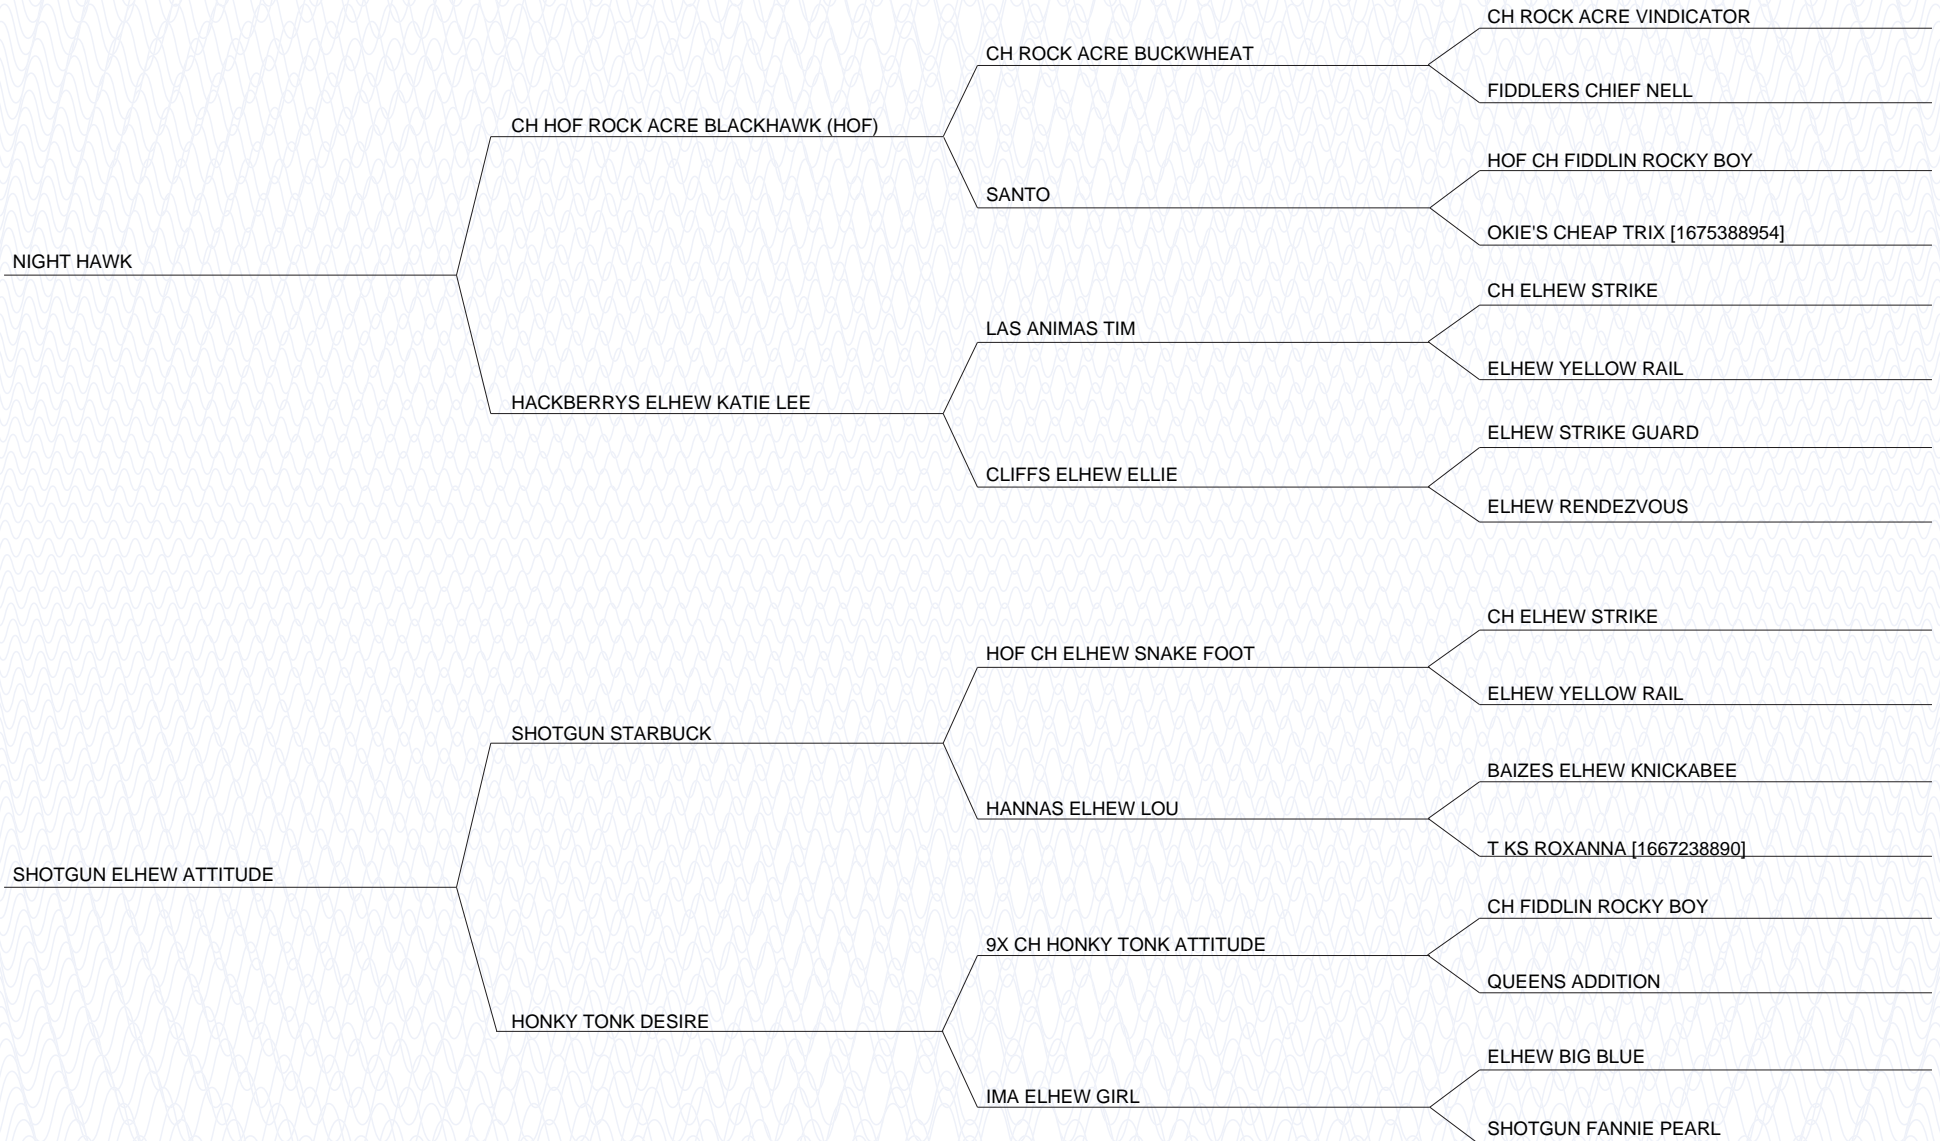 CH ROCK ACRE VINDICATOR
CH ROCK ACRE BUCKWHEAT
FIDDLERS CHIEF NELL
CH HOF ROCK ACRE BLACKHAWK (HOF)
HOF CH FIDDLIN ROCKY BOY
SANTO
OKIE'S CHEAP TRIX [1675388954]
NIGHT HAWK
CH ELHEW STRIKE
LAS ANIMAS TIM
ELHEW YELLOW RAIL
HACKBERRYS ELHEW KATIE LEE
ELHEW STRIKE GUARD
CLIFFS ELHEW ELLIE
ELHEW RENDEZVOUS
CH ELHEW STRIKE
HOF CH ELHEW SNAKE FOOT
ELHEW YELLOW RAIL
SHOTGUN STARBUCK
BAIZES ELHEW KNICKABEE
HANNAS ELHEW LOU
T KS ROXANNA [1667238890]
SHOTGUN ELHEW ATTITUDE
CH FIDDLIN ROCKY BOY
9X CH HONKY TONK ATTITUDE
QUEENS ADDITION
HONKY TONK DESIRE
ELHEW BIG BLUE
IMA ELHEW GIRL
SHOTGUN FANNIE PEARL